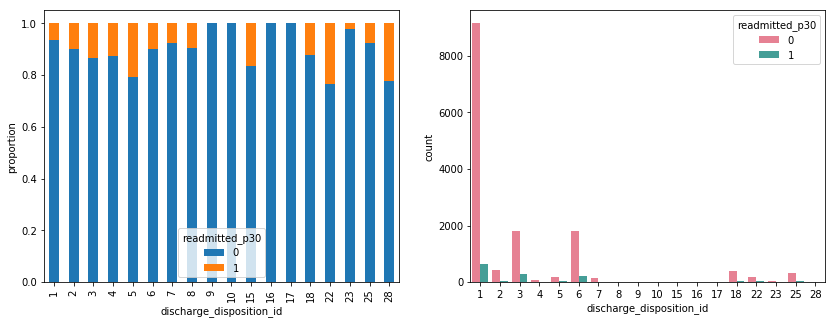 1.0
0.8
0.6
0.4
0.2
0.0
proportion
readmitted_p30
0
1
1 2 3 4 5 6 7 8 9 10 15 16 17 18 22 23 25 28
discharge_disposition_id
8000
6000
4000
2000
0
count
readmitted_p30
0
1
1 2 3 4 5 6 7 8 9 10 15 16 17 18 22 23 25 28
discharge_disposition_id